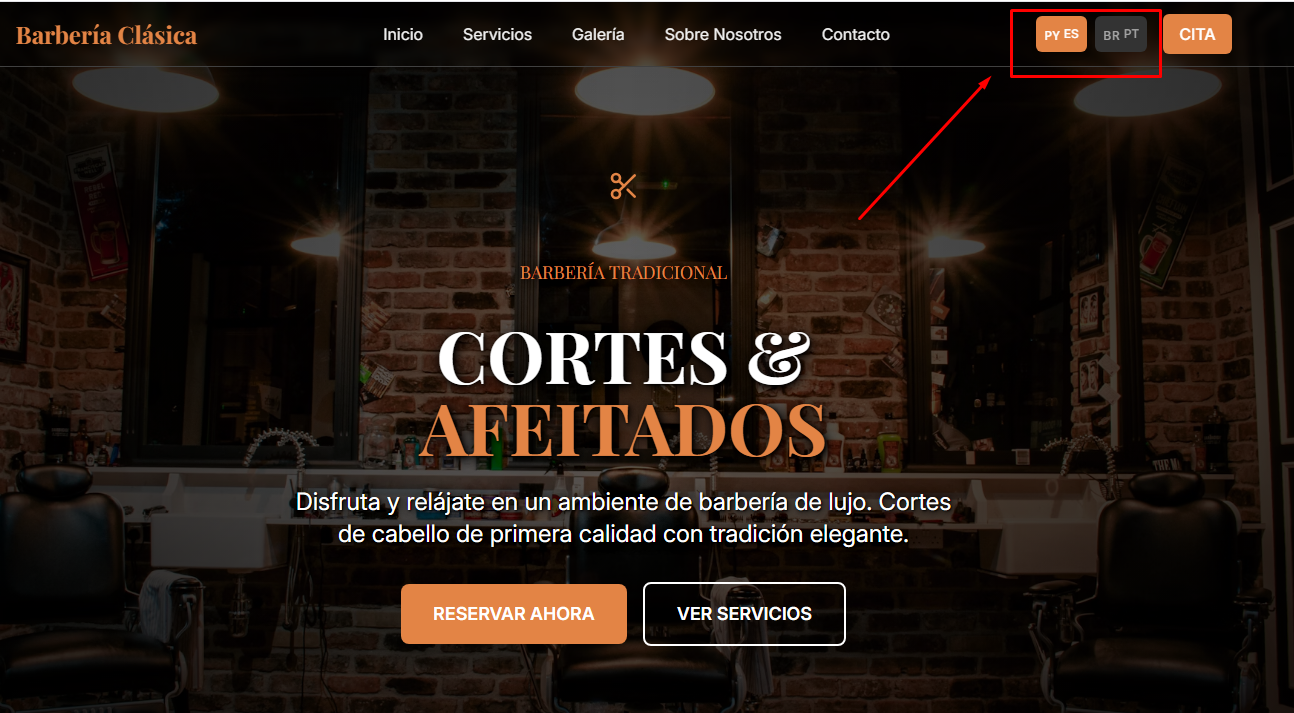 Barbería Clásica
Inicio Servicios Galería Sobre Nosotros Contacto
PY ES BR PT CITA
BARBERÍA TRADICIONAL
CORTES &
AFEITADOS
Disfruta y relájate en un ambiente de barbería de lujo. Cortes
de cabello de primera calidad con tradición elegante.
RESERVAR AHORA VER SERVICIOS